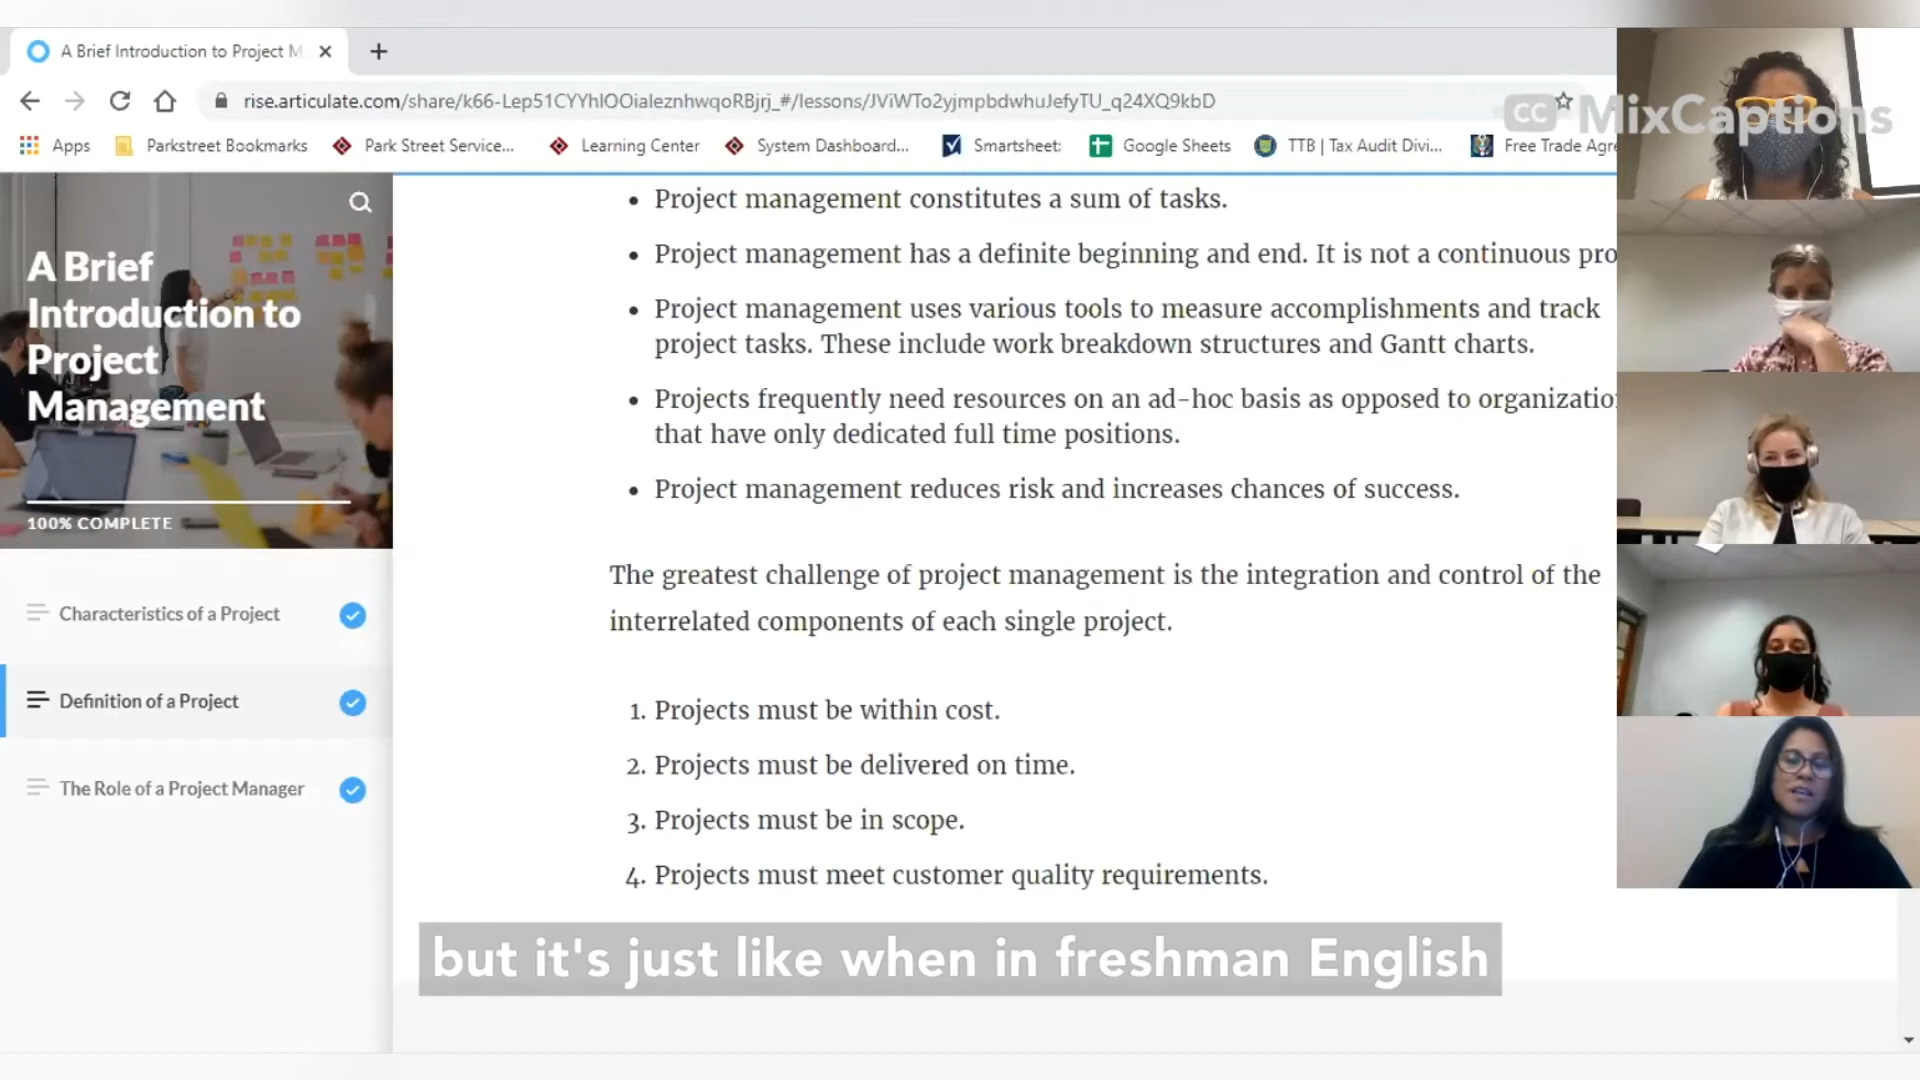 A Brief Introduction to Project M
rise.articulate.com/share/k66-Lep51CYYhlOOialeznhwqoRBjrj_#/lessons/JViWTo2yjmpbdwhuJefyTU_q24XQ9kbD
CC MixCaptions
Apps Parkstreet Bookmarks Park Street Service... Learning Center System Dashboard... Smartsheet: Google Sheets TTB | Tax Audit Divi... Free Trade Agre
A Brief
Introduction to
Project
Management
100% COMPLETE
Characteristics of a Project
Definition of a Project
The Role of a Project Manager
Project management constitutes a sum of tasks.
Project management has a definite beginning and end. It is not a continuous pro
Project management uses various tools to measure accomplishments and track
project tasks. These include work breakdown structures and Gantt charts.
Projects frequently need resources on an ad-hoc basis as opposed to organizatio
that have only dedicated full time positions.
Project management reduces risk and increases chances of success.
The greatest challenge of project management is the integration and control of the
interrelated components of each single project.
1. Projects must be within cost.
2. Projects must be delivered on time.
3. Projects must be in scope.
4. Projects must meet customer quality requirements.
but it's just like when in freshman English